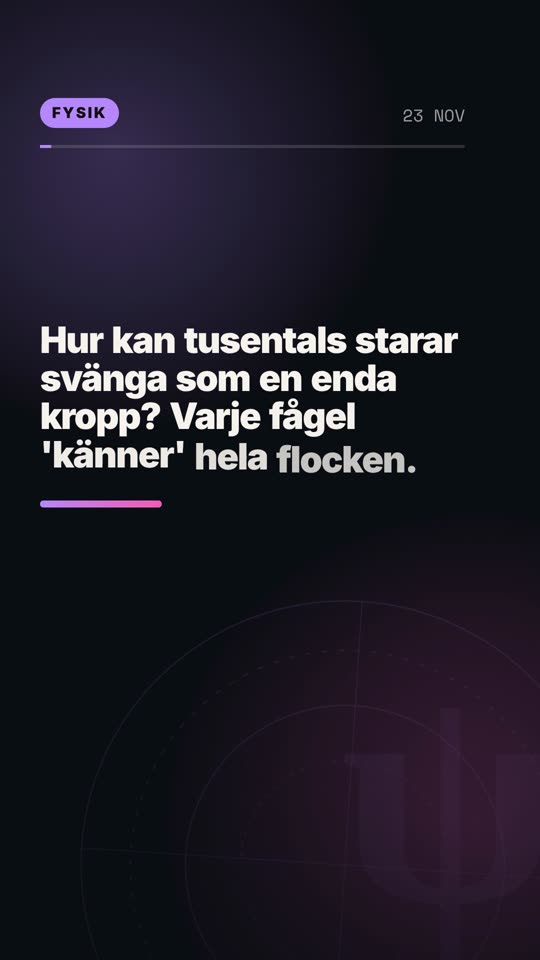 FYSIK
23 NOV
Hur kan tusentals starar
svänga som en enda
kropp? Varje fågel
'känner' hela flocken.
ψ